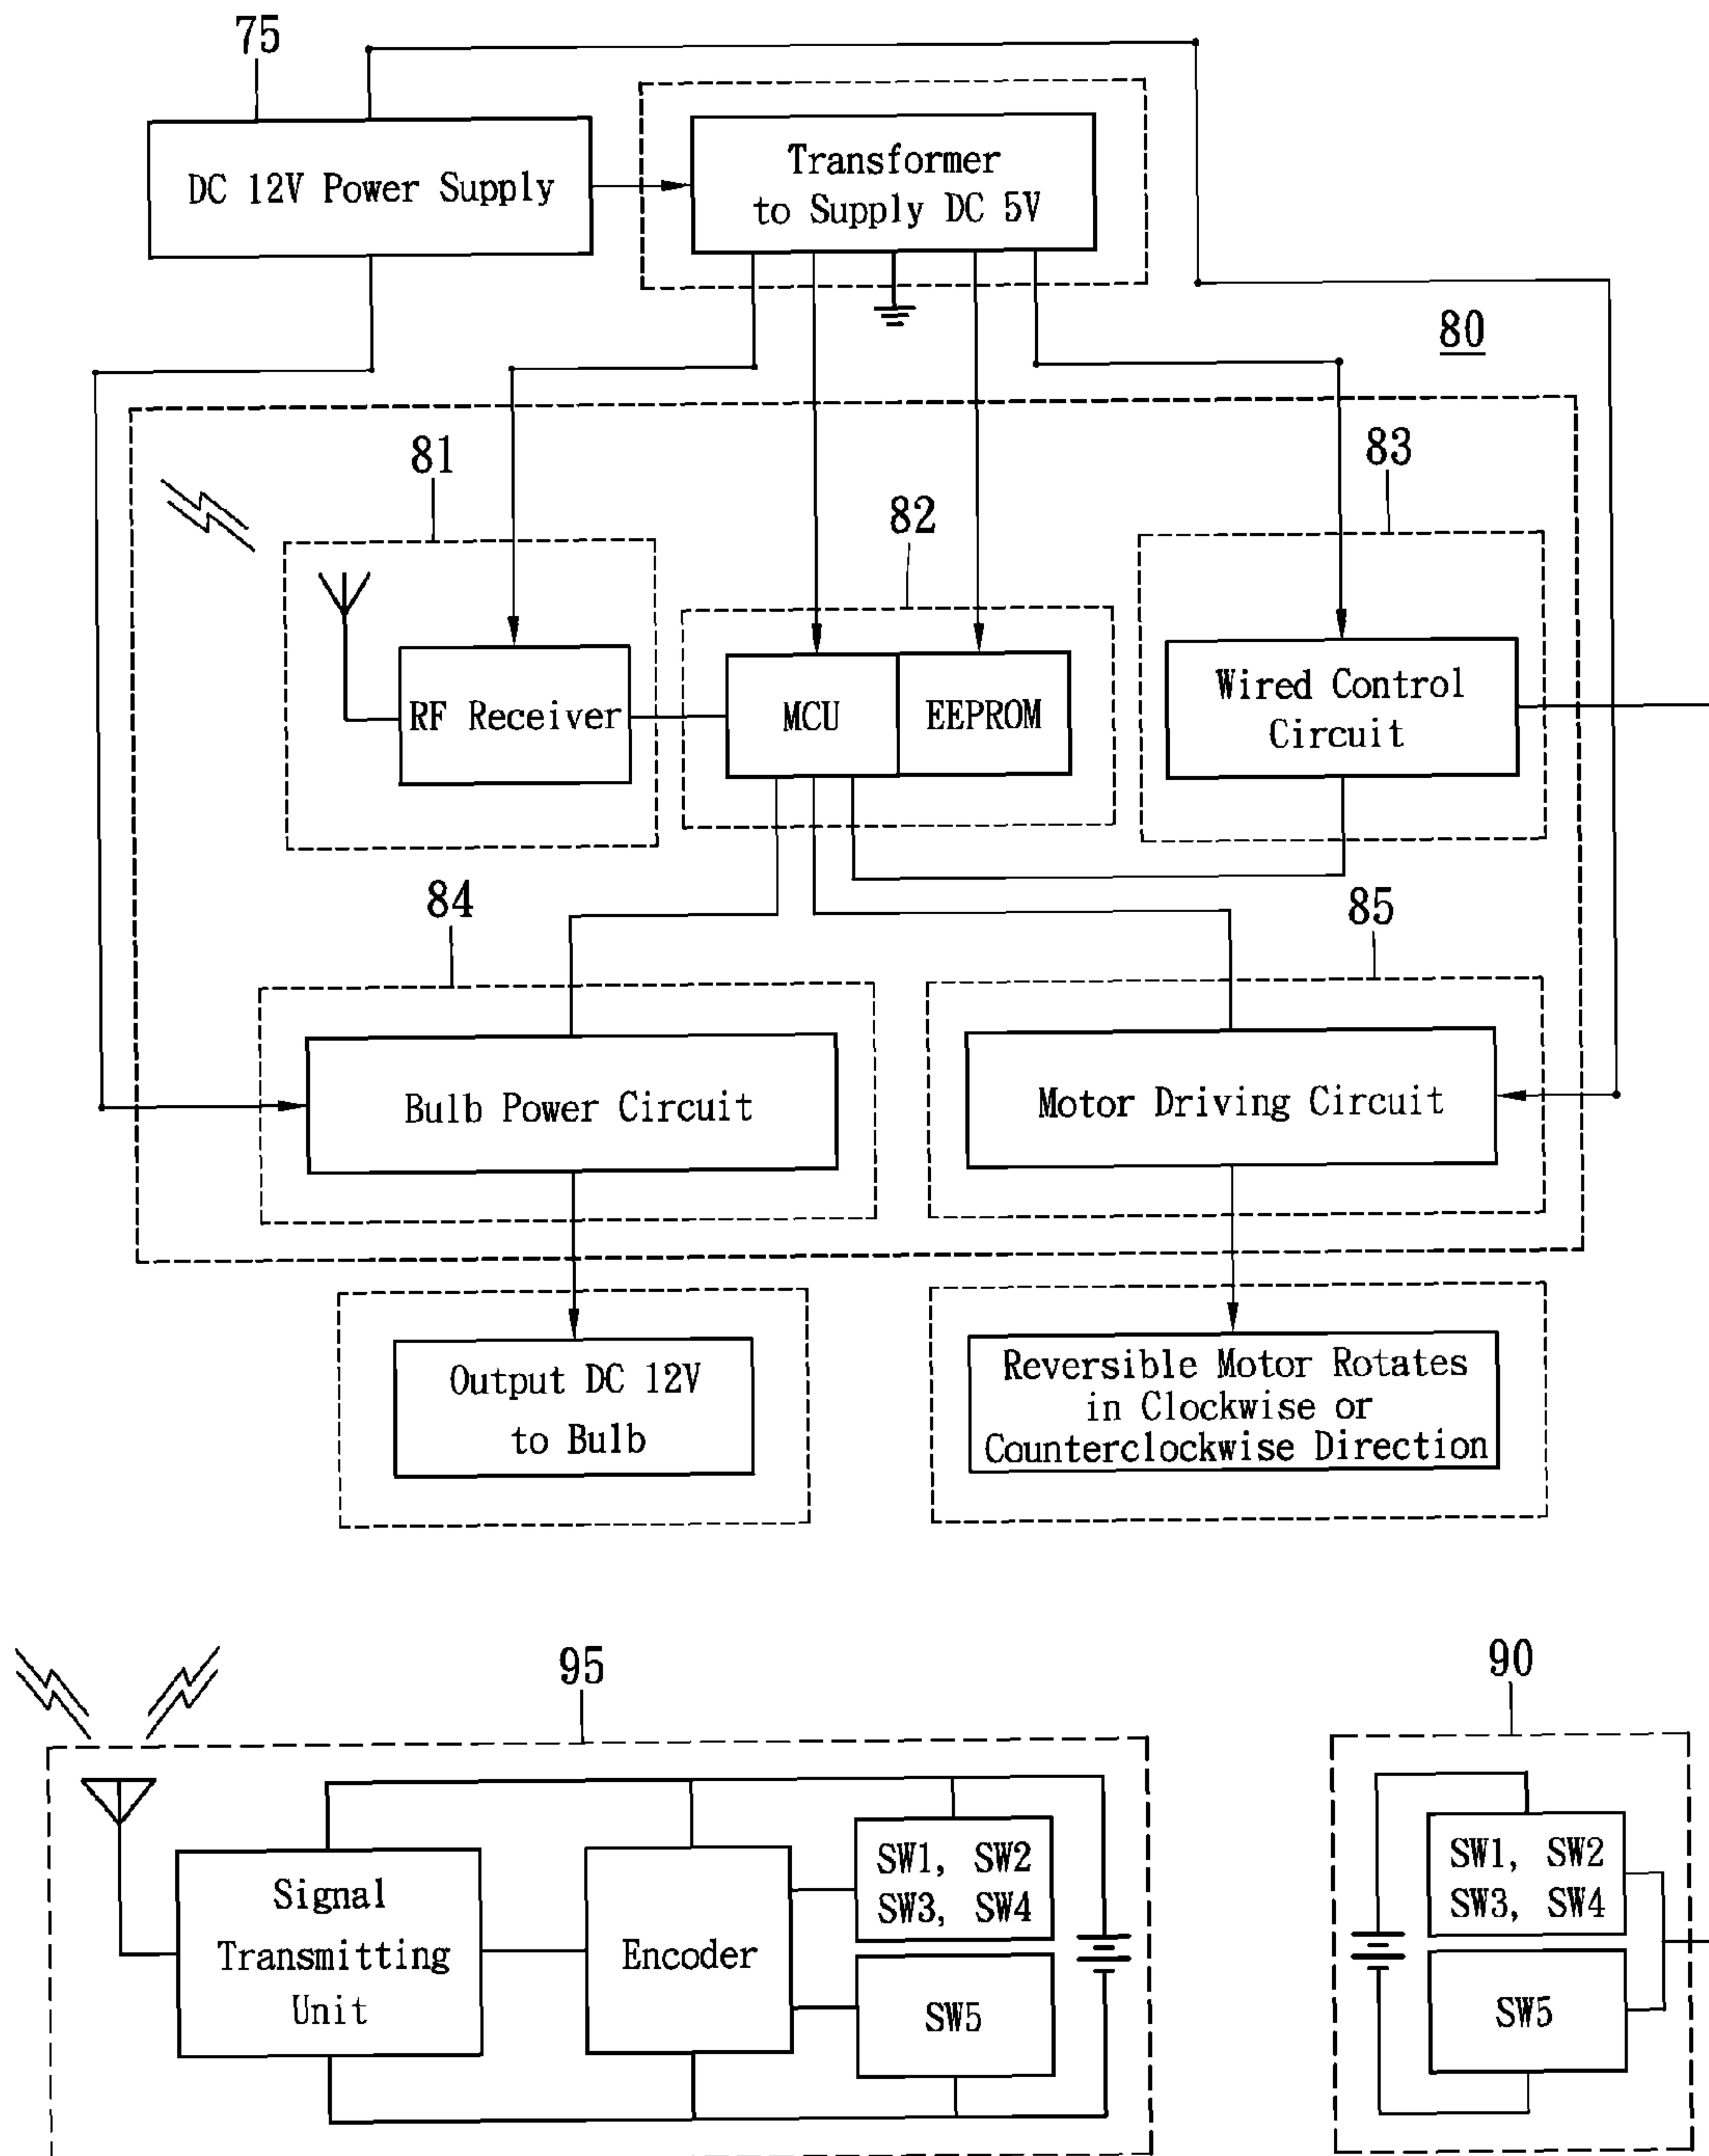 75
DC 12V Power Supply
Transformer
to Supply DC 5V
80
81
82
83
RF Receiver
MCU
EEPROM
Wired Control
Circuit
84
85
Bulb Power Circuit
Motor Driving Circuit
Output DC 12V
to Bulb
Reversible Motor Rotates
in Clockwise or
Counterclockwise Direction
95
90
Signal
Transmitting
Unit
Encoder
SW1, SW2
SW3, SW4
SW5
SW1, SW2
SW3, SW4
SW5